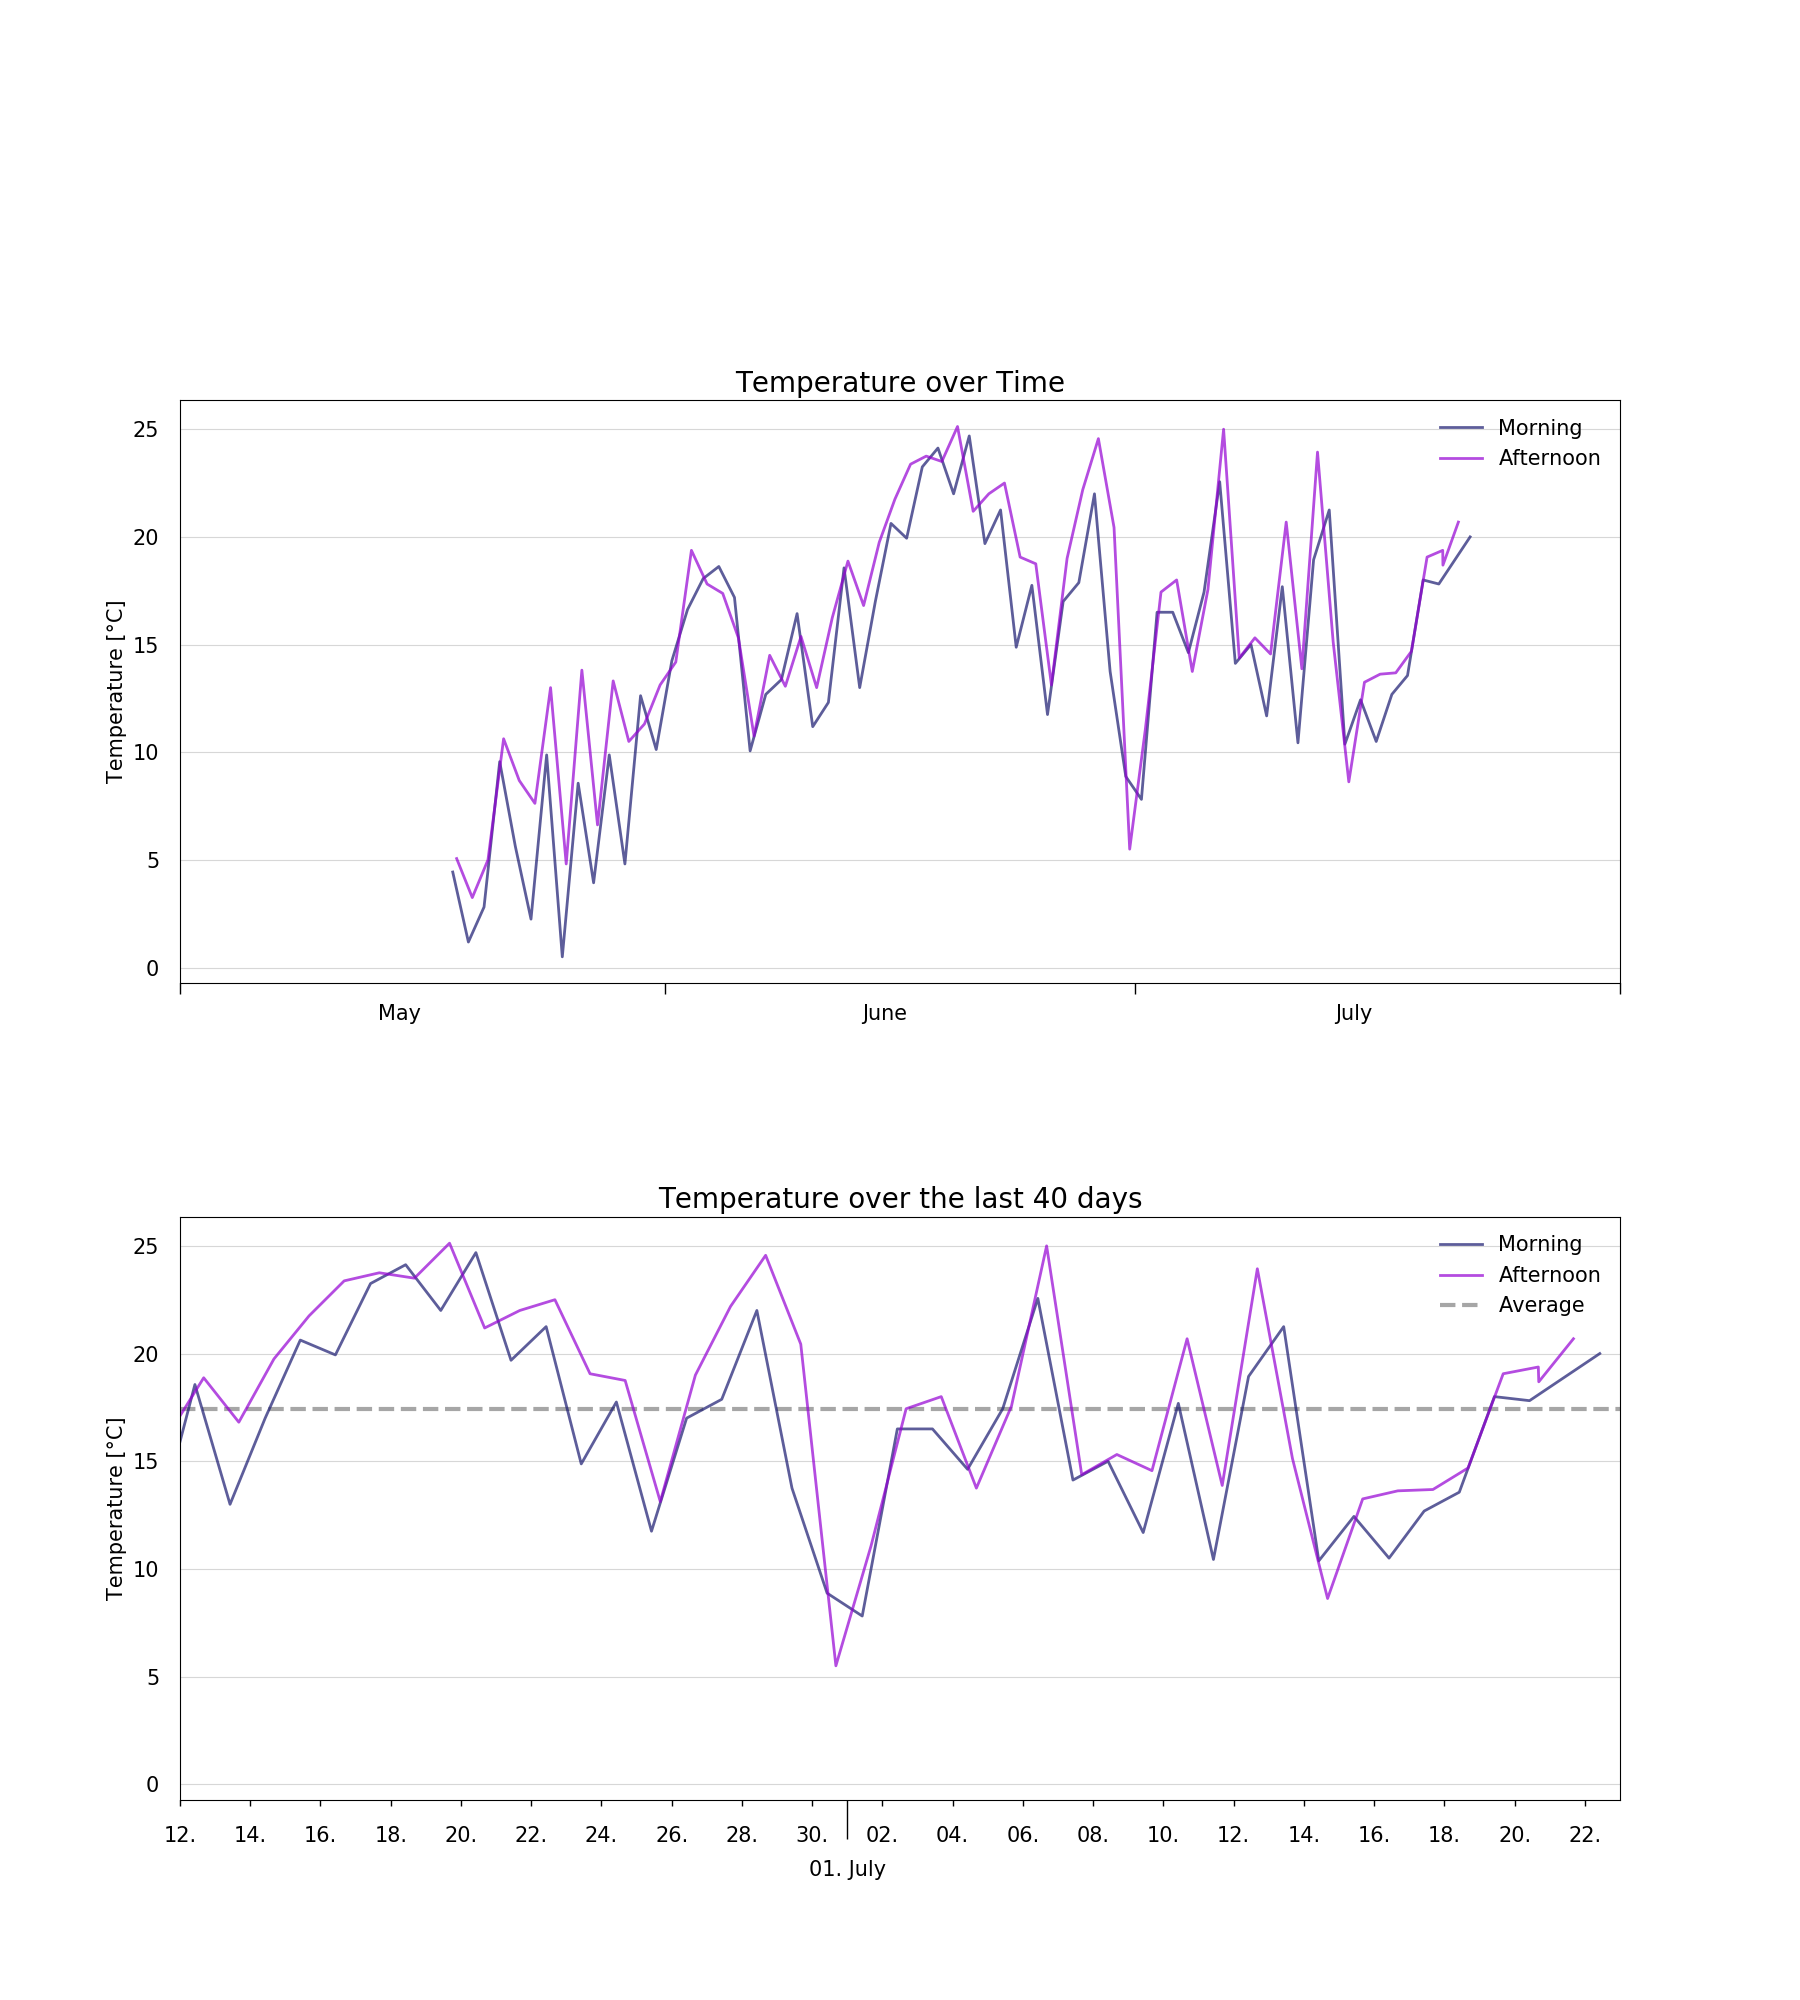 Temperature over Time
Temperature [°C]
25
20
15
10
5
0
Morning
Afternoon
May June July
Temperature over the last 40 days
Temperature [°C]
25
20
15
10
5
0
Morning
Afternoon
Average
12. 14. 16. 18. 20. 22. 24. 26. 28. 30. 02. 04. 06. 08. 10. 12. 14. 16. 18. 20. 22.
01. July